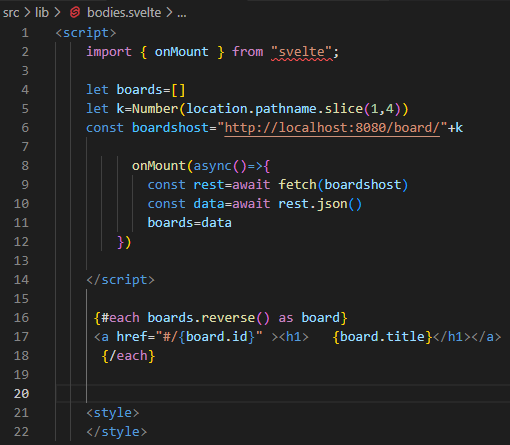 src > lib > bodies.svelte > ...
1 <script>
2 import { onMount } from "svelte";
3
4 let boards=[]
5 let k=Number(location.pathname.slice(1,4))
6 const boardshost="http://localhost:8080/board/"+k
7
8 onMount(async()=>{
9 const rest=await fetch(boardshost)
10 const data=await rest.json()
11 boards=data
12 })
13
14 </script>
15
16 {#each boards.reverse() as board}
17 <a href="#/{board.id}" ><h1> {board.title}</h1></a>
18 {/each}
19
20
21 <style>
22 </style>